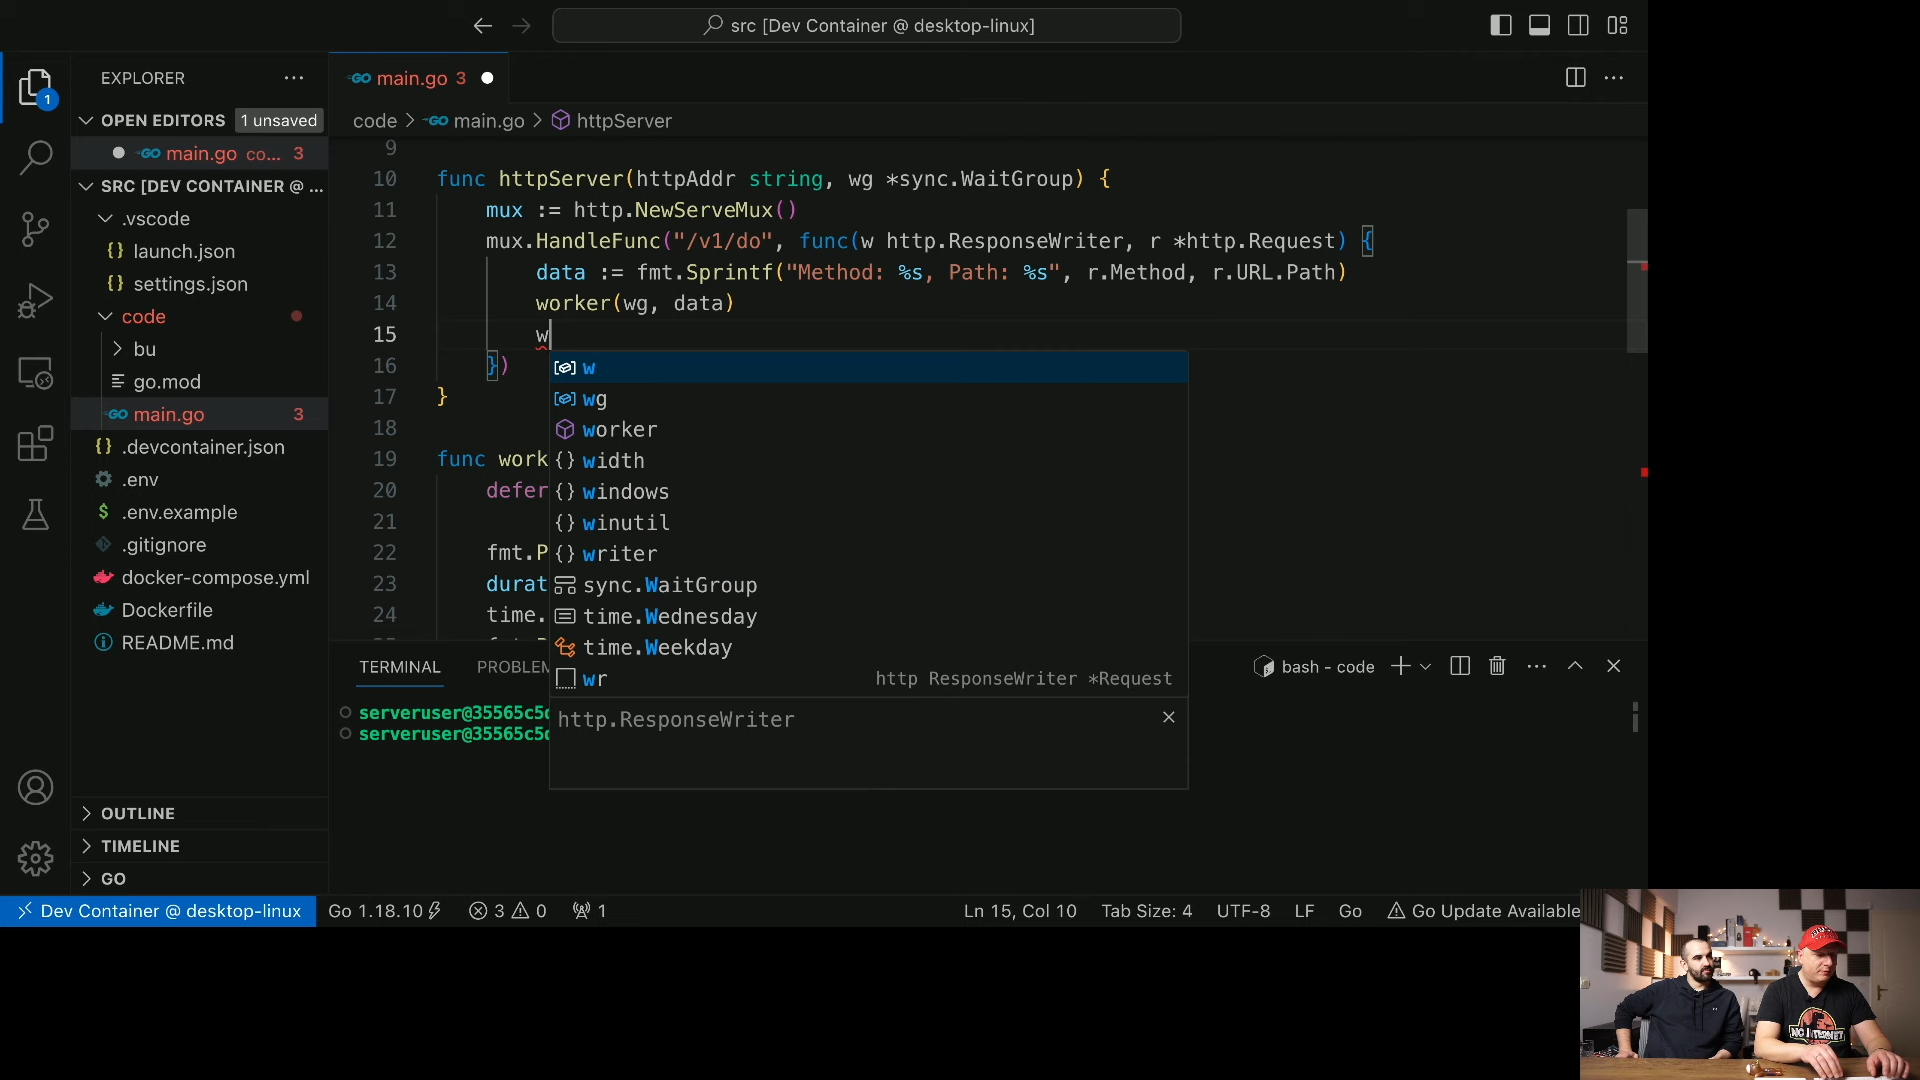 src [Dev Container @ desktop-linux]
EXPLORER
main.go 3
OPEN EDITORS 1 unsaved
main.go co... 3
SRC [DEV CONTAINER @ ...
.vscode
launch.json
settings.json
code
bu
go.mod
main.go 3
.devcontainer.json
.env
.env.example
.gitignore
docker-compose.yml
Dockerfile
README.md
OUTLINE
TIMELINE
GO
1
code > main.go > httpServer
9
10 func httpServer(httpAddr string, wg *sync.WaitGroup) {
11 mux := http.NewServeMux()
12 mux.HandleFunc("/v1/do", func(w http.ResponseWriter, r *http.Request) {
13 data := fmt.Sprintf("Method: %s, Path: %s", r.Method, r.URL.Path)
14 worker(wg, data)
15 w
16 })
17 }
18
19 func work
20 defer
21
22 fmt.P
23 durat
24 time.
w
wg
worker
width
windows
winutil
writer
sync.WaitGroup
time.Wednesday
time.Weekday
wr http ResponseWriter *Request
http.ResponseWriter
TERMINAL PROBLEM
bash - code
serveruser@35565c5
serveruser@35565c5
Dev Container @ desktop-linux Go 1.18.10 3 0 1 Ln 15, Col 10 Tab Size: 4 UTF-8 LF Go Go Update Available
NO INTERNET